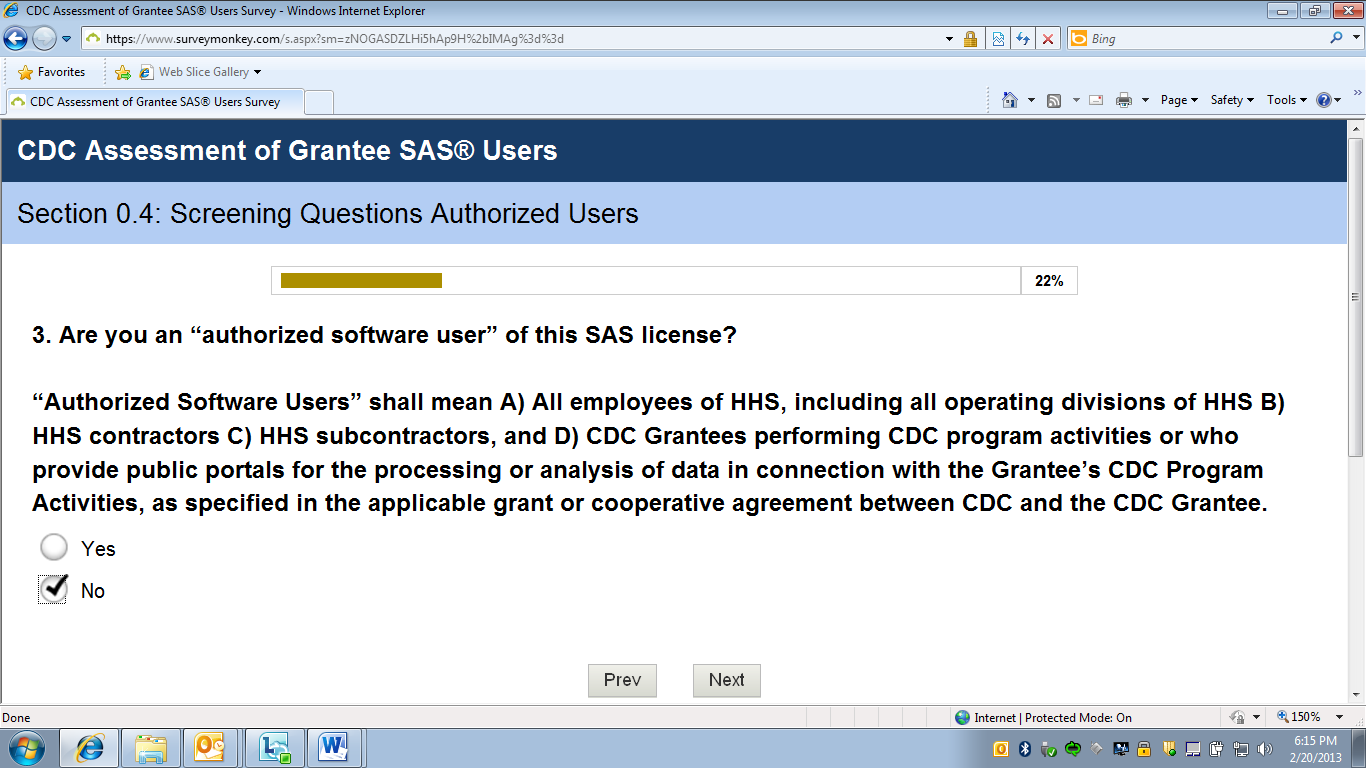 CDC Assessment of Grantee SAS® Users Survey - Windows Internet Explorer
https://www.surveymonkey.com/s.aspx?sm=zNOGASDZLHi5hAp9H%2bIMAg%3d%3d
Bing
Favorites
Web Slice Gallery
CDC Assessment of Grantee SAS® Users Survey
Page
Safety
Tools
CDC Assessment of Grantee SAS® Users
Section 0.4: Screening Questions Authorized Users
22%
3. Are you an “authorized software user” of this SAS license?
“Authorized Software Users” shall mean A) All employees of HHS, including all operating divisions of HHS B)
HHS contractors C) HHS subcontractors, and D) CDC Grantees performing CDC program activities or who
provide public portals for the processing or analysis of data in connection with the Grantee’s CDC Program
Activities, as specified in the applicable grant or cooperative agreement between CDC and the CDC Grantee.
Yes
No
Prev
Next
Done
Internet | Protected Mode: On
150%
6:15 PM
2/20/2013